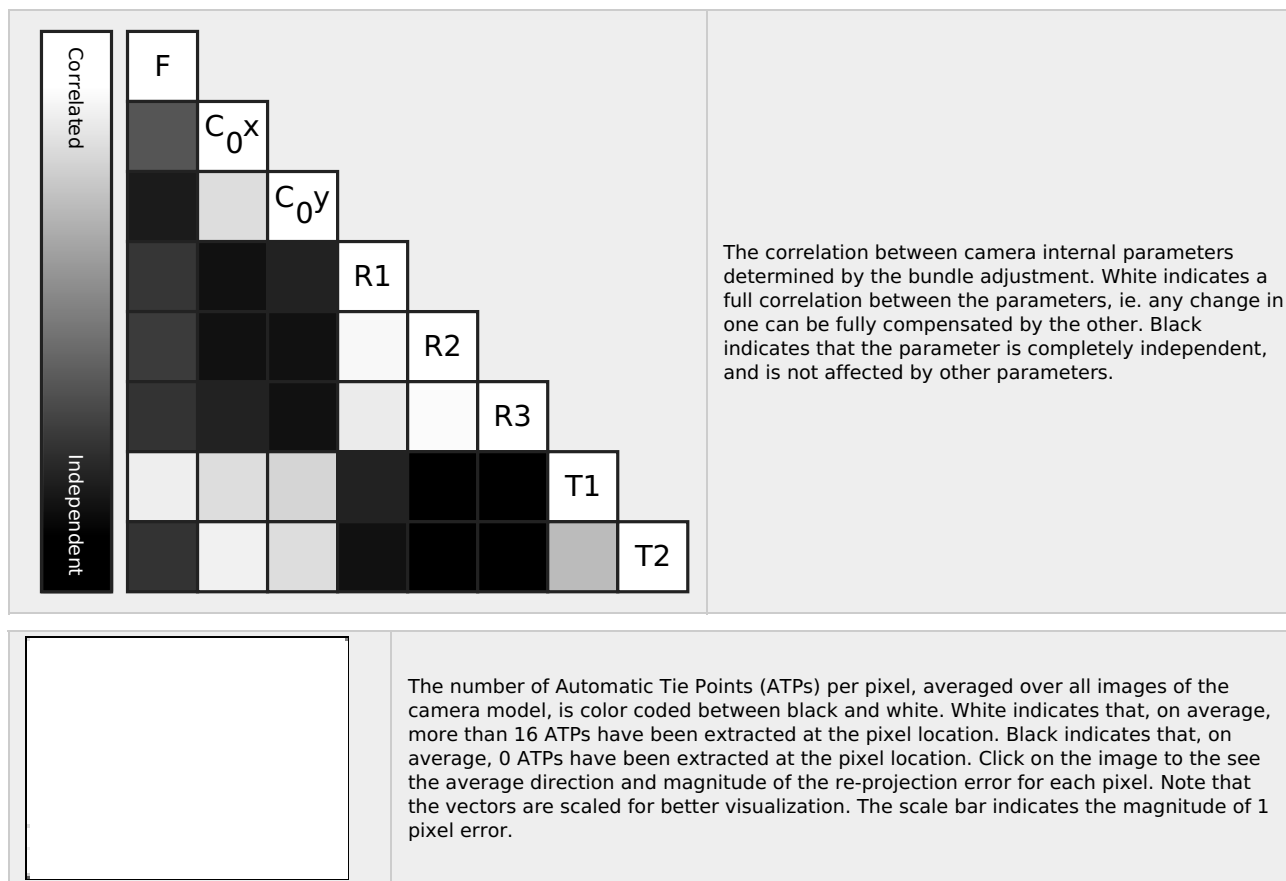 Correlated
Independent
F
C0x
C0y
R1
R2
R3
T1
T2
The correlation between camera internal parameters
determined by the bundle adjustment. White indicates a
full correlation between the parameters, ie. any change in
one can be fully compensated by the other. Black
indicates that the parameter is completely independent,
and is not affected by other parameters.
The number of Automatic Tie Points (ATPs) per pixel, averaged over all images of the
camera model, is color coded between black and white. White indicates that, on average,
more than 16 ATPs have been extracted at the pixel location. Black indicates that, on
average, 0 ATPs have been extracted at the pixel location. Click on the image to the see
the average direction and magnitude of the re-projection error for each pixel. Note that
the vectors are scaled for better visualization. The scale bar indicates the magnitude of 1
pixel error.